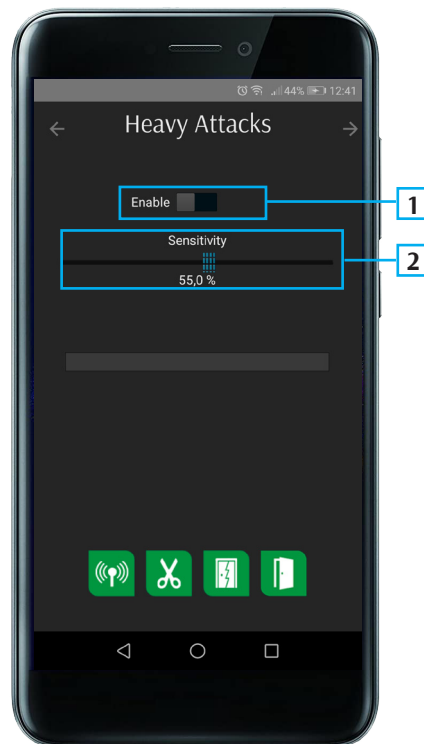 44% 12:41
Heavy Attacks
Enable
1
Sensitivity
2
55,0 %